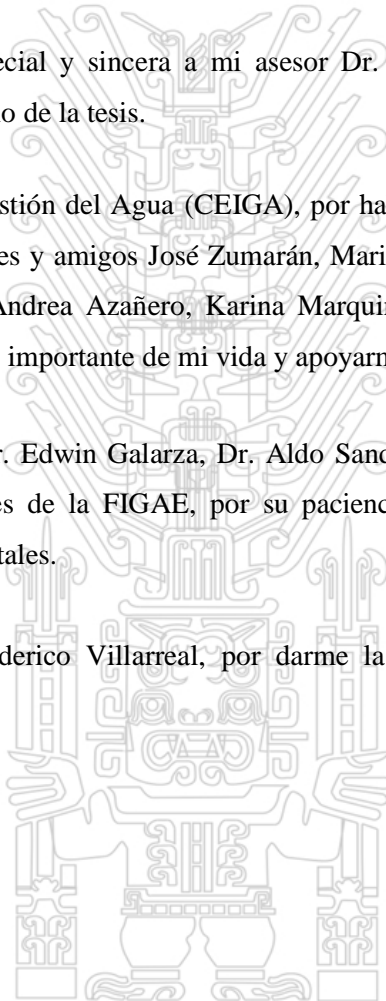 ecial y sincera a mi asesor Dr.
o de la tesis.
stión del Agua (CEIGA), por ha
es y amigos José Zumarán, Mari
Andrea Azañero, Karina Marqui
importante de mi vida y apoyarn
r. Edwin Galarza, Dr. Aldo Sand
es de la FIGAE, por su pacienc
tales.
derico Villarreal, por darme la